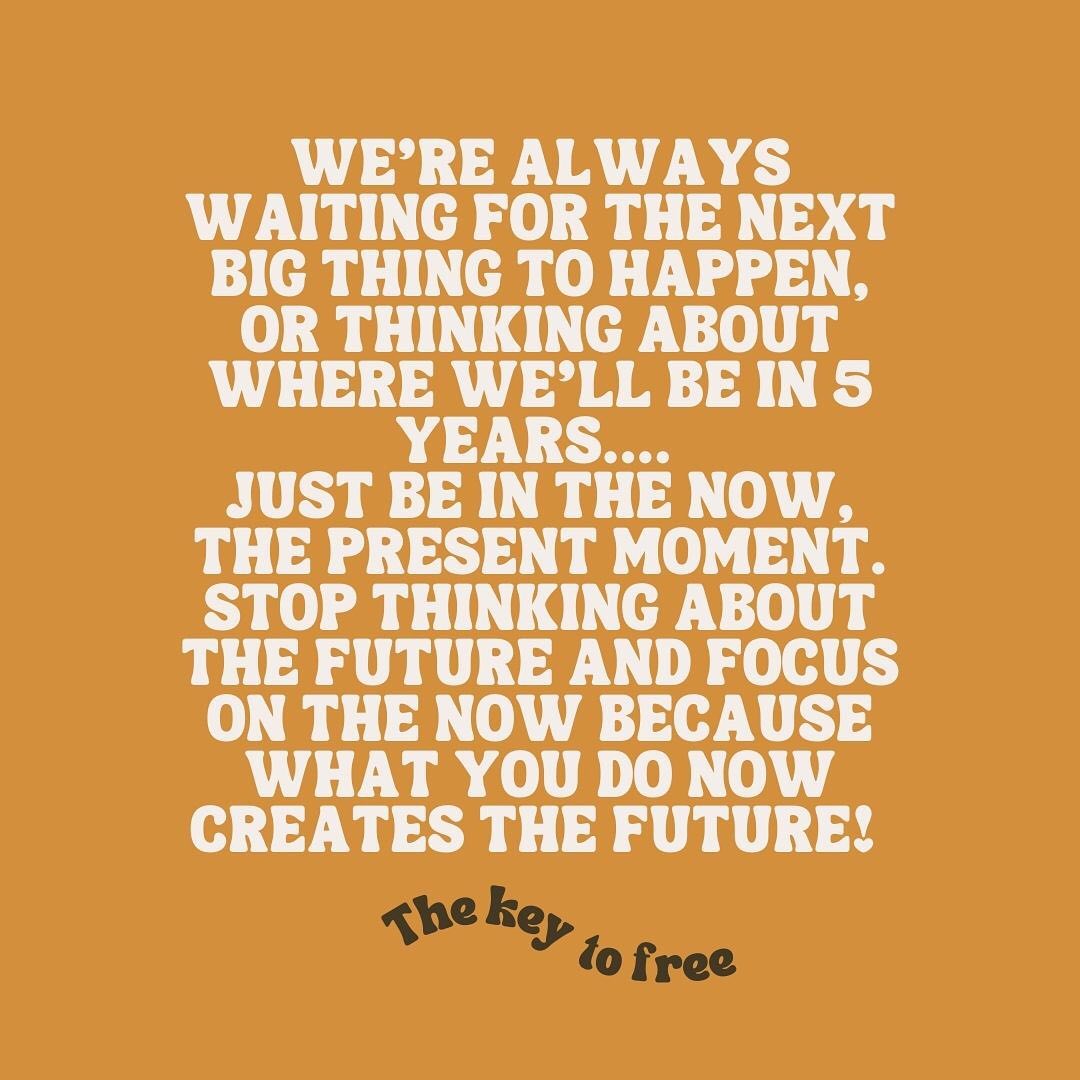 WE'RE ALWAYS
WAITING FOR THE NEXT
BIG THING TO HAPPEN,
OR THINKING ABOUT
WHERE WE'LL BE IN 5
YEARS....
JUST BE IN THE NOW,
THE PRESENT MOMENT.
STOP THINKING ABOUT
THE FUTURE AND FOCUS
ON THE NOW BECAUSE
WHAT YOU DO NOW
CREATES THE FUTURE!
The key to free